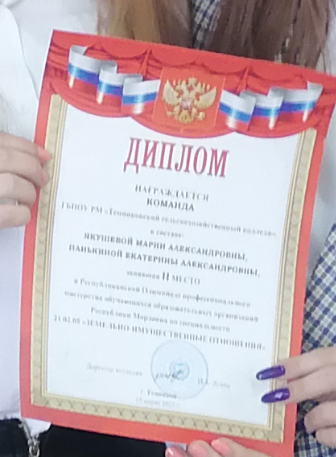 ДИПЛОМ
НАГРАЖДАЕТСЯ
КОМАНДА
ГБПОУ РМ «Темниковский сельскохозяйственный колледж»
в составе:
ЯКУШЕВОЙ МАРИИ АЛЕКСАНДРОВНЫ,
ПАНЬКИНОЙ ЕКАТЕРИНЫ АЛЕКСАНДРОВНЫ,
занявшая II МЕСТО
в Республиканской Олимпиаде профессионального
мастерства обучающихся образовательных организаций
Республики Мордовия по специальности
21.02.05 «ЗЕМЕЛЬНО-ИМУЩЕСТВЕННЫЕ ОТНОШЕНИЯ»
Директор колледжа
г. Темников